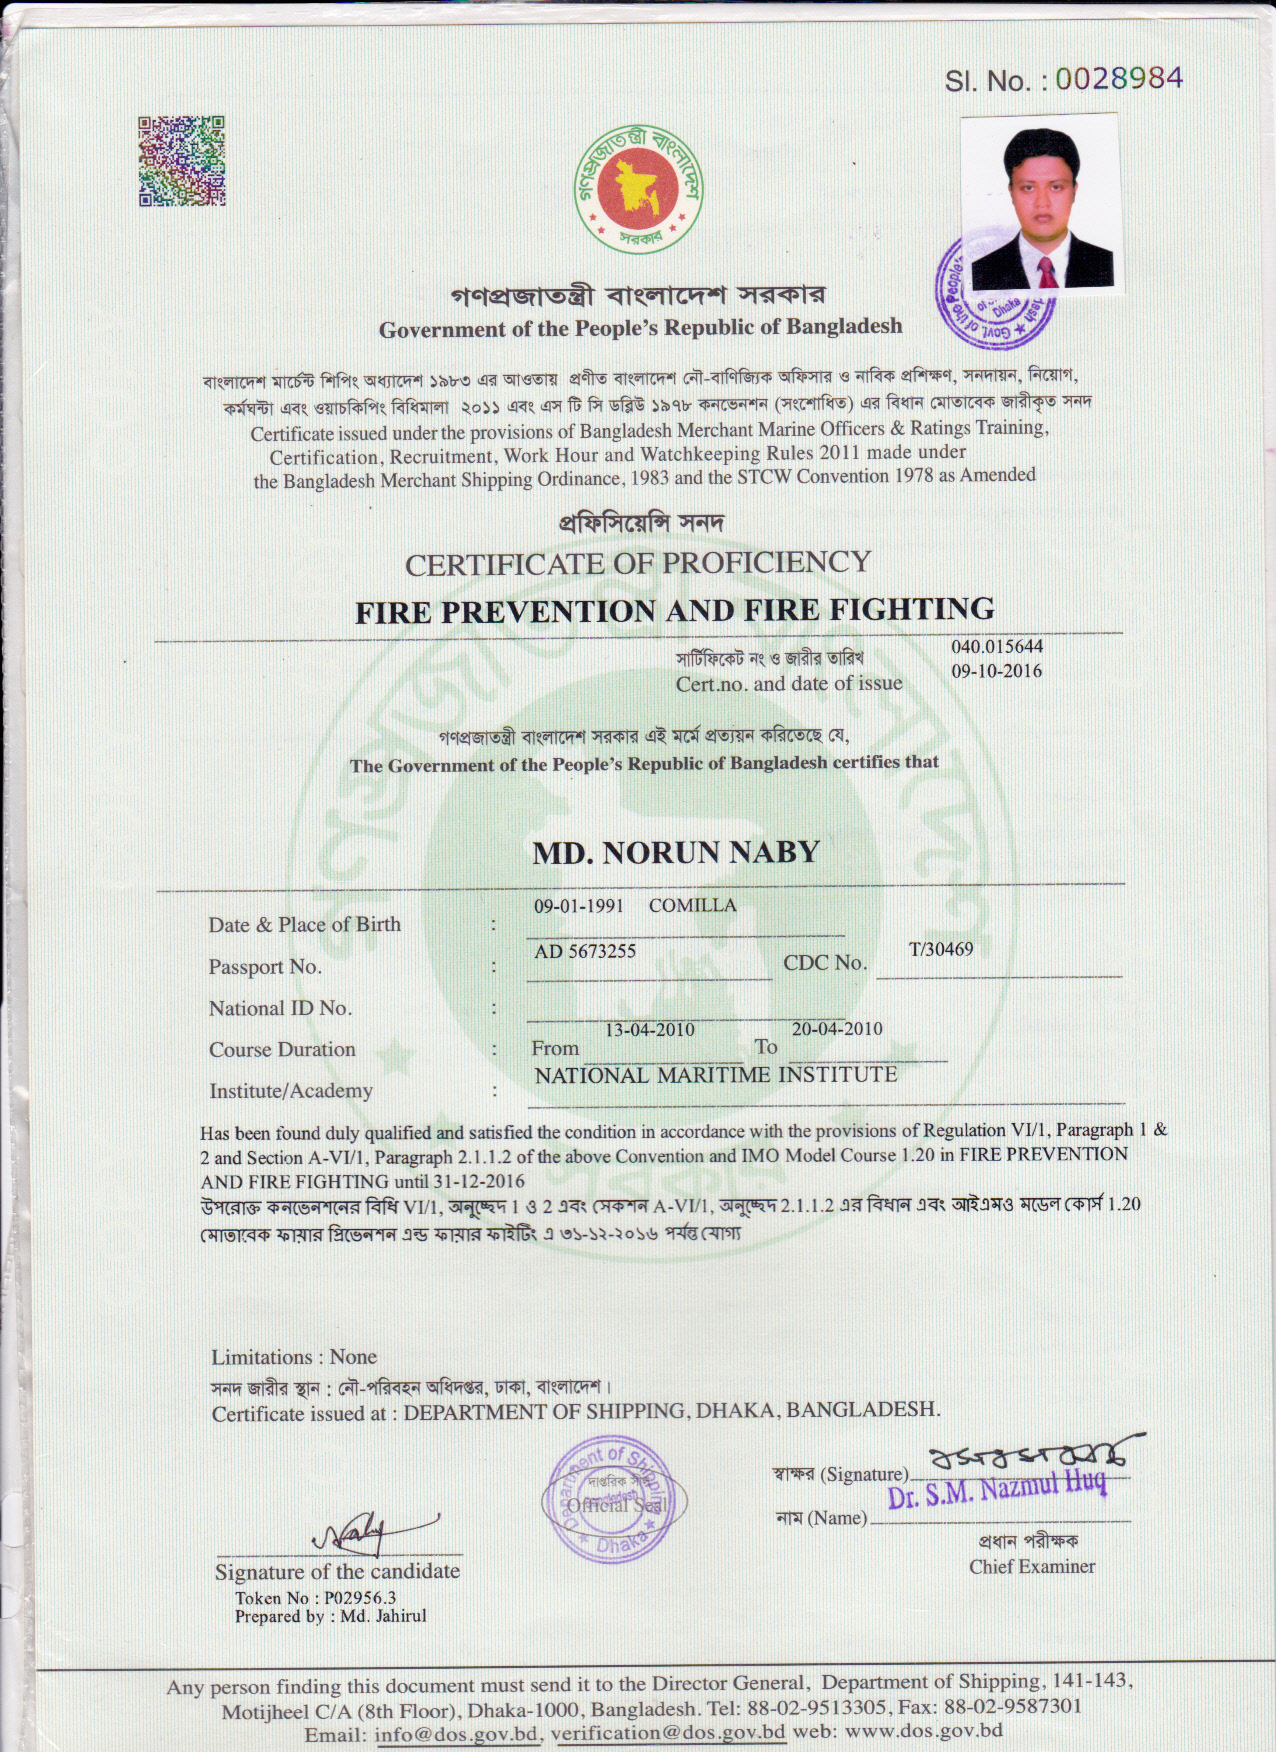 Sl. No. : 0028984
গণপ্রজাতন্ত্রী বাংলাদেশ
সরকার
গণপ্রজাতন্ত্রী বাংলাদেশ সরকার
Government of the People's Republic of Bangladesh
বাংলাদেশ মার্চেন্ট শিপিং অধ্যাদেশ ১৯৮৩ এর আওতায় প্রণীত বাংলাদেশ নৌ-বাণিজ্যিক অফিসার ও নাবিক প্রশিক্ষণ, সনদায়ন, নিয়োগ,
কর্মঘন্টা এবং ওয়াচকিপিং বিধিমালা ২০১১ এবং এস টি সি ডব্লিউ ১৯৭৮ কনভেনশন (সংশোধিত) এর বিধান মোতাবেক জারীকৃত সনদ
Certificate issued under the provisions of Bangladesh Merchant Marine Officers & Ratings Training,
Certification, Recruitment, Work Hour and Watchkeeping Rules 2011 made under
the Bangladesh Merchant Shipping Ordinance, 1983 and the STCW Convention 1978 as Amended
প্রফিসিয়েন্সি সনদ
CERTIFICATE OF PROFICIENCY
FIRE PREVENTION AND FIRE FIGHTING
সার্টিফিকেট নং ও জারীর তারিখ 040.015644
Cert.no. and date of issue 09-10-2016
গণপ্রজাতন্ত্রী বাংলাদেশ সরকার এই মর্মে প্রত্যয়ন করিতেছে যে,
The Government of the People's Republic of Bangladesh certifies that
MD. NORUN NABY
Date & Place of Birth : 09-01-1991 COMILLA
Passport No. : AD 5673255 CDC No. T/30469
National ID No. :
Course Duration : From 13-04-2010 To 20-04-2010
Institute/Academy : NATIONAL MARITIME INSTITUTE
Has been found duly qualified and satisfied the condition in accordance with the provisions of Regulation VI/1, Paragraph 1 &
2 and Section A-VI/1, Paragraph 2.1.1.2 of the above Convention and IMO Model Course 1.20 in FIRE PREVENTION
AND FIRE FIGHTING until 31-12-2016
উপরোক্ত কনভেনশনের বিধি VI/1, অনুচ্ছেদ 1 ও 2 এবং সেকশন A-VI/1, অনুচ্ছেদ 2.1.1.2 এর বিধান এবং আইএমও মডেল কোর্স 1.20
মোতাবেক ফায়ার প্রিভেনশন এন্ড ফায়ার ফাইটিং এ ৩১-১২-২০১৬ পর্যন্ত যোগ্য
Limitations : None
সনদ জারীর স্থান : নৌ-পরিবহন অধিদপ্তর, ঢাকা, বাংলাদেশ।
Certificate issued at : DEPARTMENT OF SHIPPING, DHAKA, BANGLADESH.
Department of Shipping
দাপ্তরিক সীল
Bangladesh
Official Seal
Dhaka
স্বাক্ষর (Signature)
Dr. S.M. Nazmul Huq
নাম (Name)
প্রধান পরীক্ষক
Chief Examiner
Naby
Signature of the candidate
Token No : P02956.3
Prepared by : Md. Jahirul
Any person finding this document must send it to the Director General, Department of Shipping, 141-143,
Motijheel C/A (8th Floor), Dhaka-1000, Bangladesh. Tel: 88-02-9513305, Fax: 88-02-9587301
Email: info@dos.gov.bd, verification@dos.gov.bd web: www.dos.gov.bd